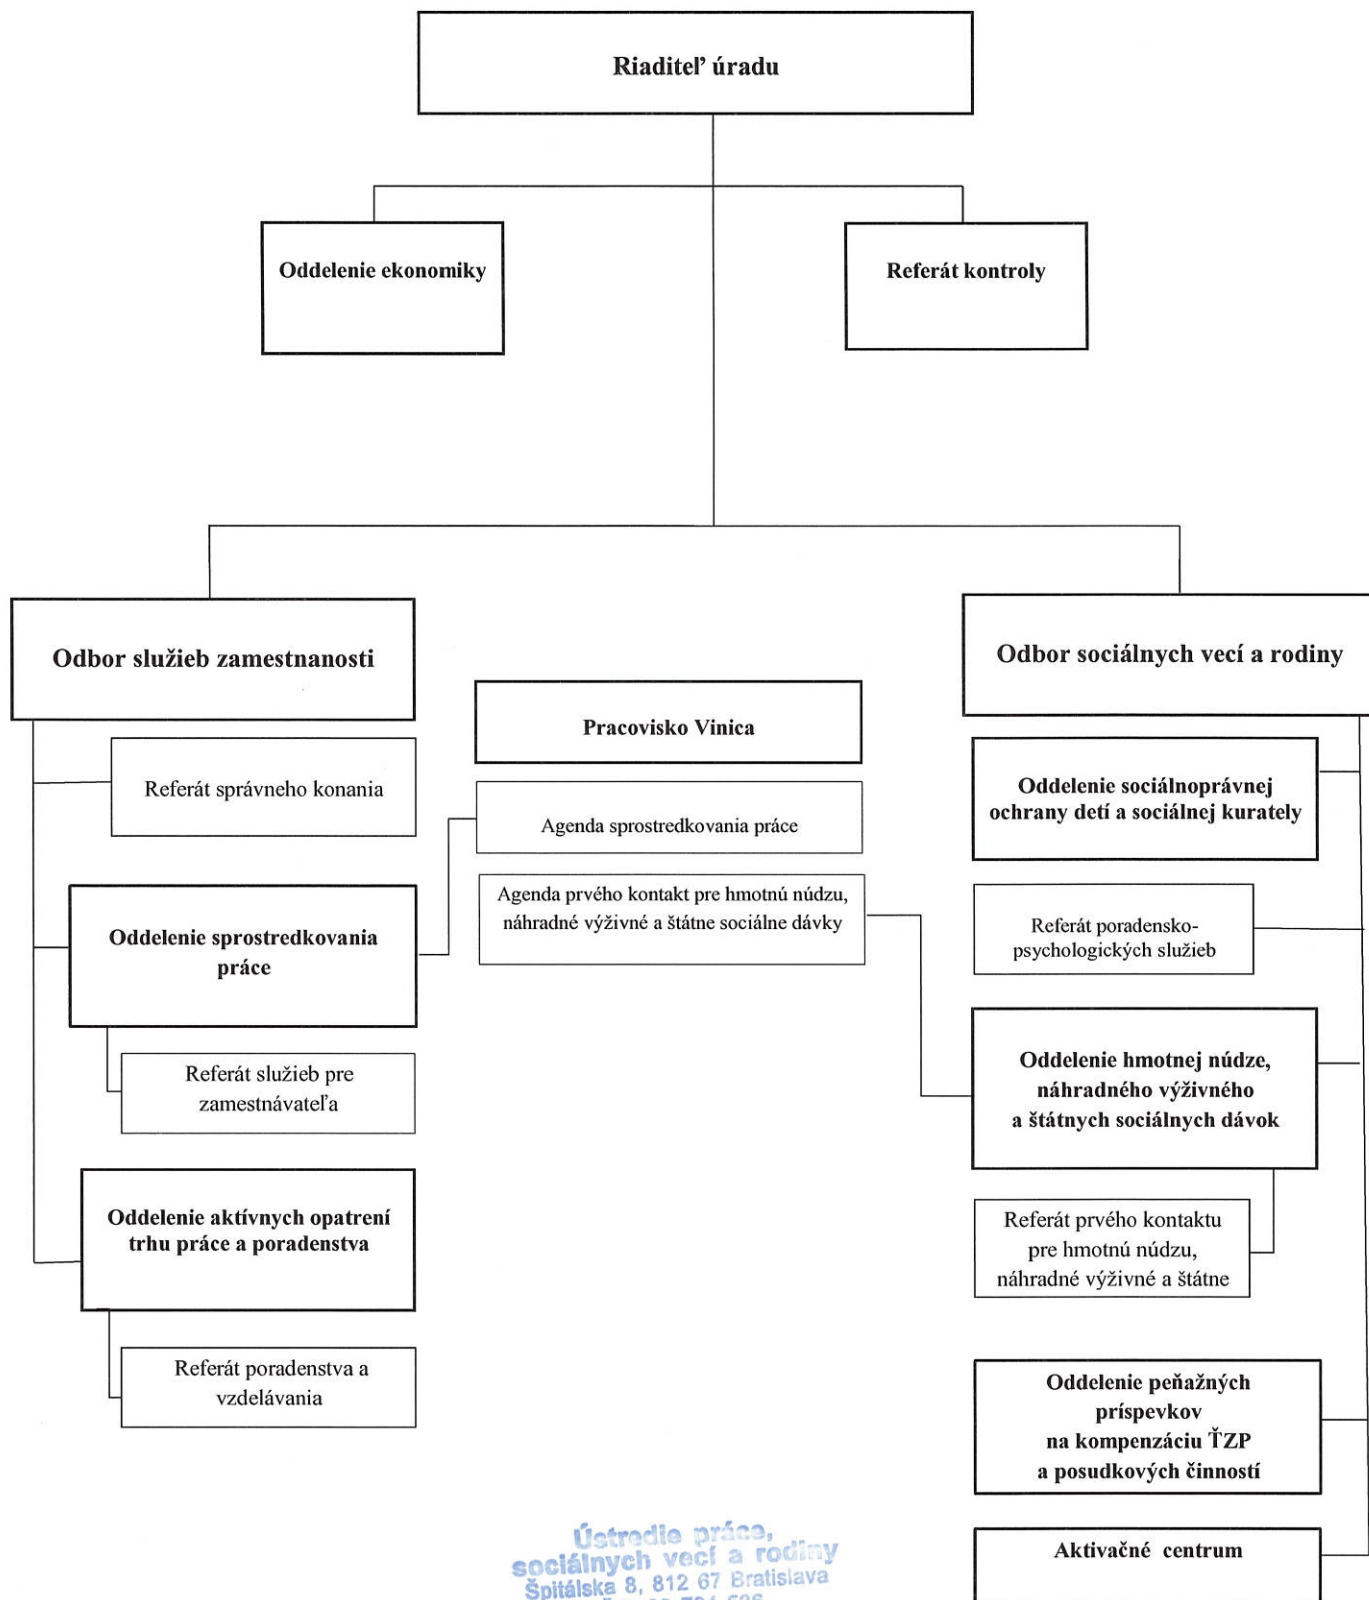 Riaditeľ úradu
Oddelenie ekonomiky
Referát kontroly
Odbor služieb zamestnanosti
Referát správneho konania
Oddelenie sprostredkovania
práce
Referát služieb pre
zamestnávateľa
Oddelenie aktívnych opatrení
trhu práce a poradenstva
Referát poradenstva a
vzdelávania
Pracovisko Vinica
Agenda sprostredkovania práce
Agenda prvého kontakt pre hmotnú núdzu,
náhradné výživné a štátne sociálne dávky
Odbor sociálnych vecí a rodiny
Oddelenie sociálnoprávnej
ochrany detí a sociálnej kurately
Referát poradensko-
psychologických služieb
Oddelenie hmotnej núdze,
náhradného výživného
a štátnych sociálnych dávok
Referát prvého kontaktu
pre hmotnú núdzu,
náhradné výživné a štátne
Oddelenie peňažných
príspevkov
na kompenzáciu ŤZP
a posudkových činností
Aktivačné centrum
Ústredie práce,
sociálnych vecí a rodiny
Špitálska 8, 812 67 Bratislava